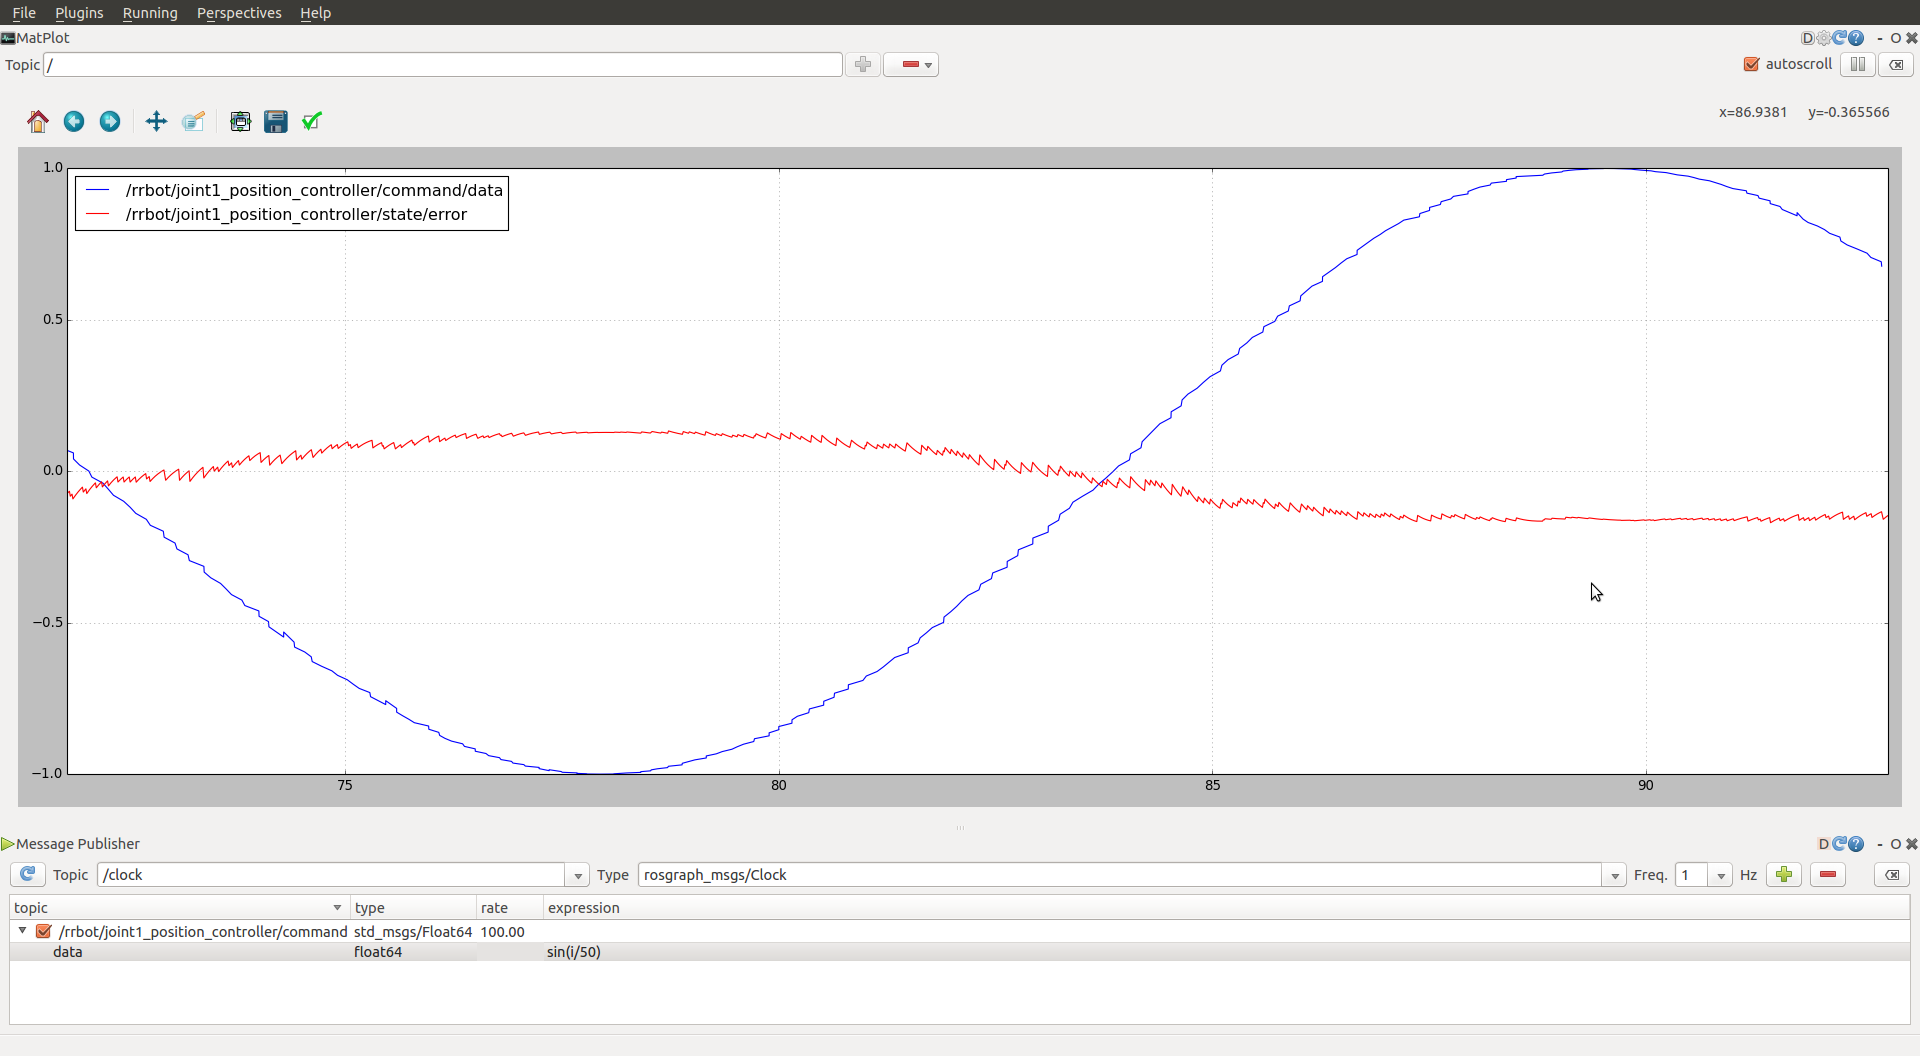 File Plugins Running Perspectives Help
MatPlot D - O
Topic / autoscroll
x=86.9381 y=-0.365566
1.0
/rrbot/joint1_position_controller/command/data
/rrbot/joint1_position_controller/state/error
0.5
0.0
−0.5
−1.0
75 80 85 90
Message Publisher D - O
Topic /clock Type rosgraph_msgs/Clock Freq. 1 Hz
topic type rate expression
/rrbot/joint1_position_controller/command std_msgs/Float64 100.00
data float64 sin(i/50)